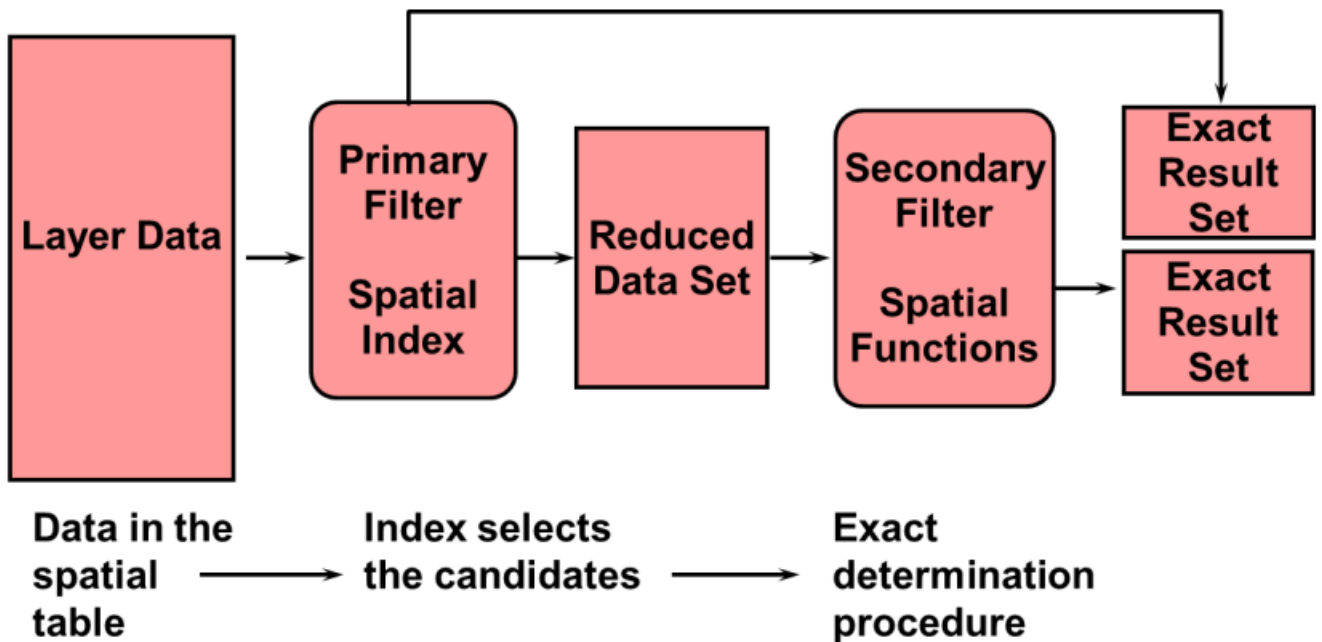 Layer Data
Primary
Filter
Spatial
Index
Reduced
Data Set
Secondary
Filter
Spatial
Functions
Exact
Result
Set
Exact
Result
Set
Data in the
spatial
table
Index selects
the candidates
Exact
determination
procedure